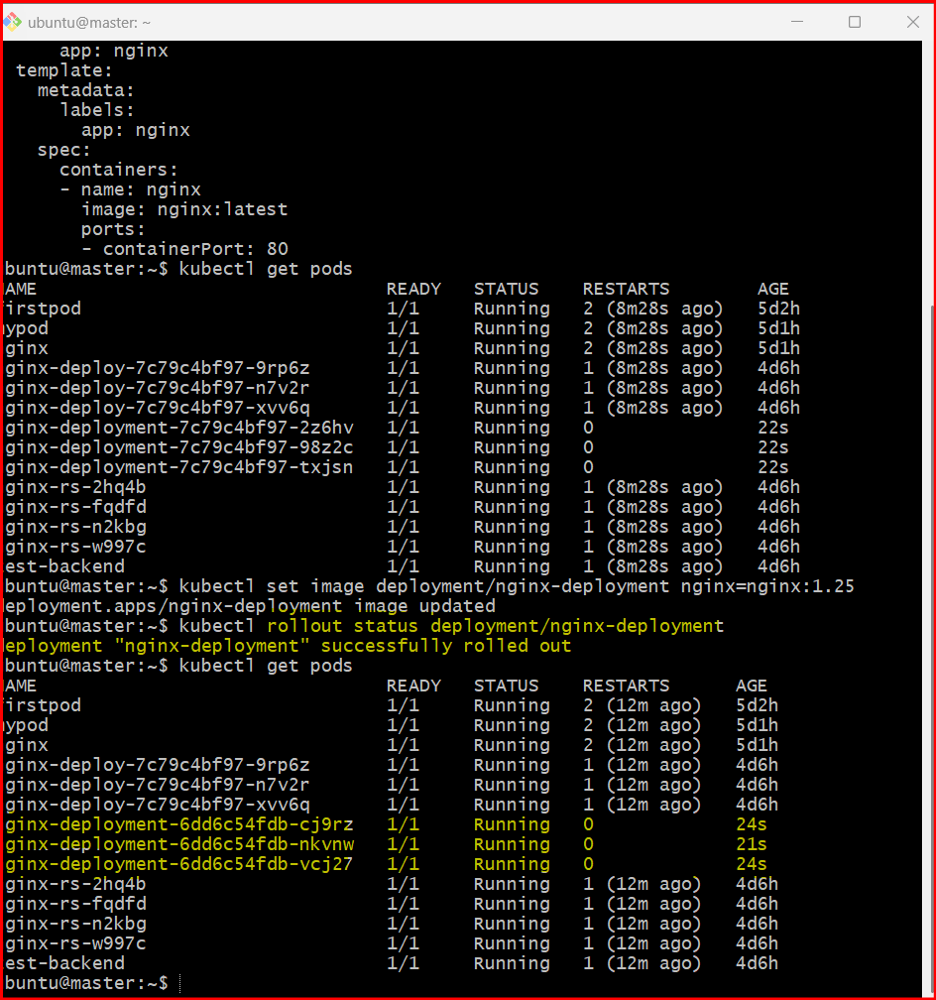 ubuntu@master: ~
app: nginx
template:
metadata:
labels:
app: nginx
spec:
containers:
- name: nginx
image: nginx:latest
ports:
- containerPort: 80
buntu@master:~$ kubectl get pods
AME READY STATUS RESTARTS AGE
irstpod 1/1 Running 2 (8m28s ago) 5d2h
ypod 1/1 Running 2 (8m28s ago) 5d1h
ginx 1/1 Running 2 (8m28s ago) 5d1h
ginx-deploy-7c79c4bf97-9rp6z 1/1 Running 1 (8m28s ago) 4d6h
ginx-deploy-7c79c4bf97-n7v2r 1/1 Running 1 (8m28s ago) 4d6h
ginx-deploy-7c79c4bf97-xvv6q 1/1 Running 1 (8m28s ago) 4d6h
ginx-deployment-7c79c4bf97-2z6hv 1/1 Running 0 22s
ginx-deployment-7c79c4bf97-98z2c 1/1 Running 0 22s
ginx-deployment-7c79c4bf97-txjsn 1/1 Running 0 22s
ginx-rs-2hq4b 1/1 Running 1 (8m28s ago) 4d6h
ginx-rs-fqdfd 1/1 Running 1 (8m28s ago) 4d6h
ginx-rs-n2kbg 1/1 Running 1 (8m28s ago) 4d6h
ginx-rs-w997c 1/1 Running 1 (8m28s ago) 4d6h
est-backend 1/1 Running 1 (8m28s ago) 4d6h
buntu@master:~$ kubectl set image deployment/nginx-deployment nginx=nginx:1.25
eployment.apps/nginx-deployment image updated
buntu@master:~$ kubectl rollout status deployment/nginx-deployment
eployment "nginx-deployment" successfully rolled out
buntu@master:~$ kubectl get pods
AME READY STATUS RESTARTS AGE
irstpod 1/1 Running 2 (12m ago) 5d2h
ypod 1/1 Running 2 (12m ago) 5d1h
ginx 1/1 Running 2 (12m ago) 5d1h
ginx-deploy-7c79c4bf97-9rp6z 1/1 Running 1 (12m ago) 4d6h
ginx-deploy-7c79c4bf97-n7v2r 1/1 Running 1 (12m ago) 4d6h
ginx-deploy-7c79c4bf97-xvv6q 1/1 Running 1 (12m ago) 4d6h
ginx-deployment-6dd6c54fdb-cj9rz 1/1 Running 0 24s
ginx-deployment-6dd6c54fdb-nkvnw 1/1 Running 0 21s
ginx-deployment-6dd6c54fdb-vcj27 1/1 Running 0 24s
ginx-rs-2hq4b 1/1 Running 1 (12m ago) 4d6h
ginx-rs-fqdfd 1/1 Running 1 (12m ago) 4d6h
ginx-rs-n2kbg 1/1 Running 1 (12m ago) 4d6h
ginx-rs-w997c 1/1 Running 1 (12m ago) 4d6h
est-backend 1/1 Running 1 (12m ago) 4d6h
buntu@master:~$